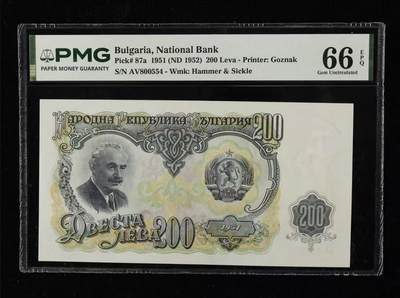 PMG
PAPER MONEY GUARANTY
Bulgaria, National Bank
Pick# 87a 1951 (ND 1952) 200 Leva - Printer: Goznak
S/N AV800554 - Wmk: Hammer & Sickle
66 EPQ
Gem Uncirculated
НАРОДНА РЕПУБЛИКА БЪЛГАРИЯ
200
ДВЕСТА
ЛЕВА 200
1951
200